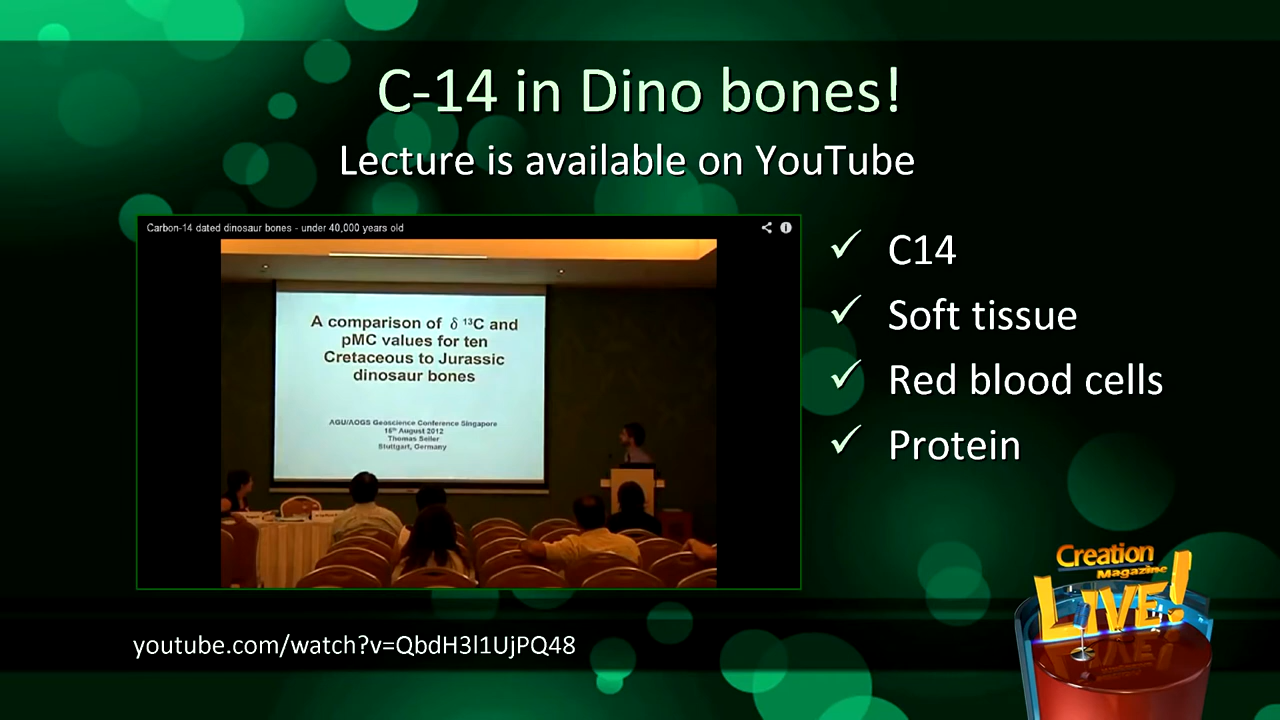 C-14 in Dino bones!
Lecture is available on YouTube
Carbon-14 dated dinosaur bones - under 40,000 years old
A comparison of δ ¹³C and
pMC values for ten
Cretaceous to Jurassic
dinosaur bones
AGU/AOGS Geoscience Conference Singapore
16th August 2012
Thomas Seiler
Stuttgart, Germany
✓ C14
✓ Soft tissue
✓ Red blood cells
✓ Protein
Creation
Magazine
LIVE!
youtube.com/watch?v=QbdH3l1UjPQ48